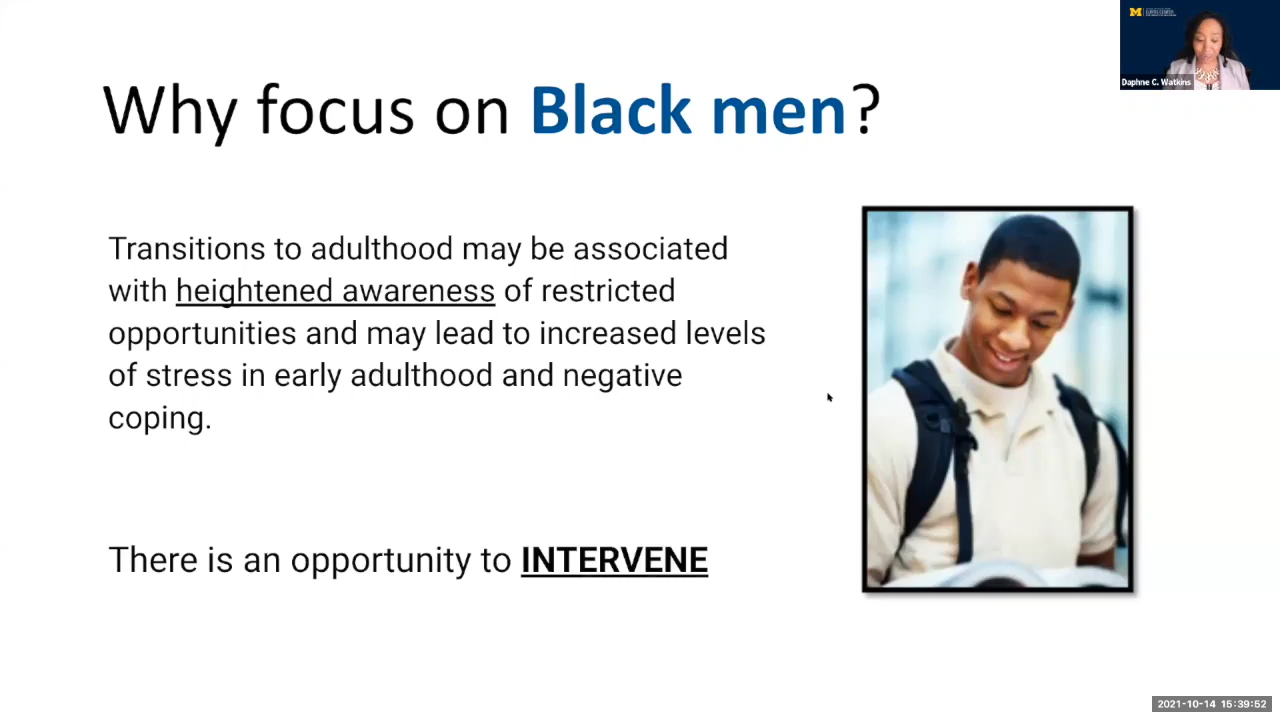 Why focus on Black men?
Transitions to adulthood may be associated
with heightened awareness of restricted
opportunities and may lead to increased levels
of stress in early adulthood and negative
coping.
There is an opportunity to INTERVENE
M
Daphne C. Watkins
2021-10-14 15:39:52